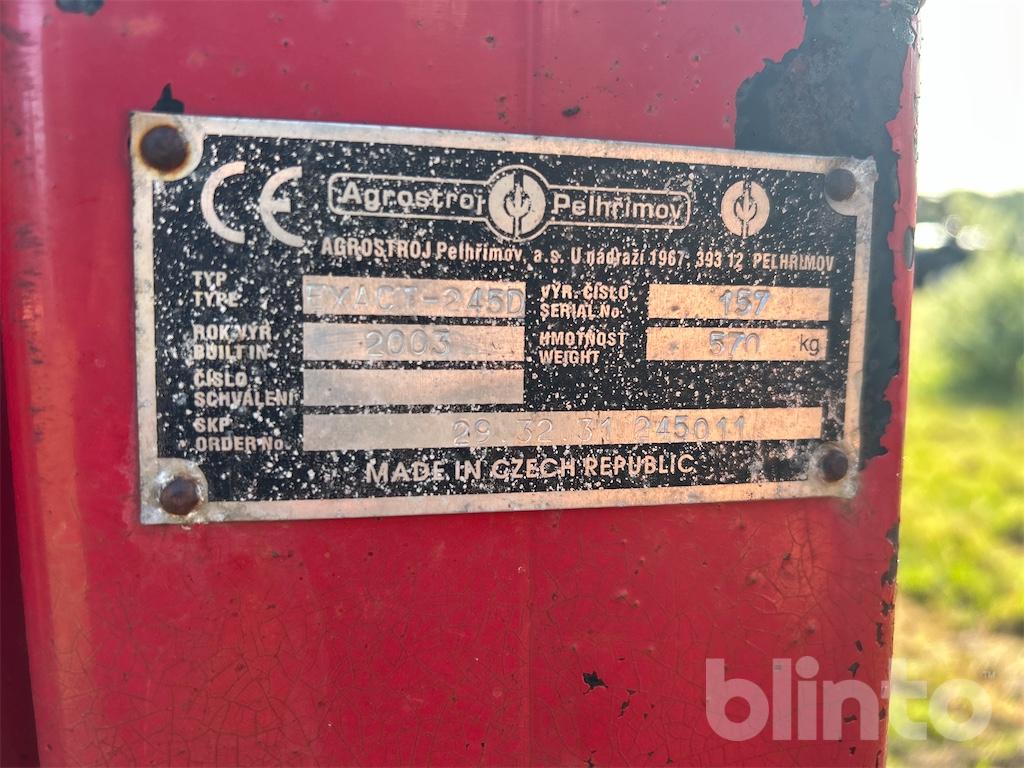 CE Agrostroj Pelhřimov
AGROSTROJ Pelhřimov, a.s. U nádraží 1967, 393 12 PELHŘIMOV
TYP
TYPE
EXACT-245D
VÝR. ČÍSLO
SERIAL No.
157
ROK VÝR
BUILT IN
2003
HMOTNOST
WEIGHT
570 kg
ČÍSLO
SCHVÁLENÍ
SKP
ORDER No.
29.32.31 245011
MADE IN CZECH REPUBLIC
blinto